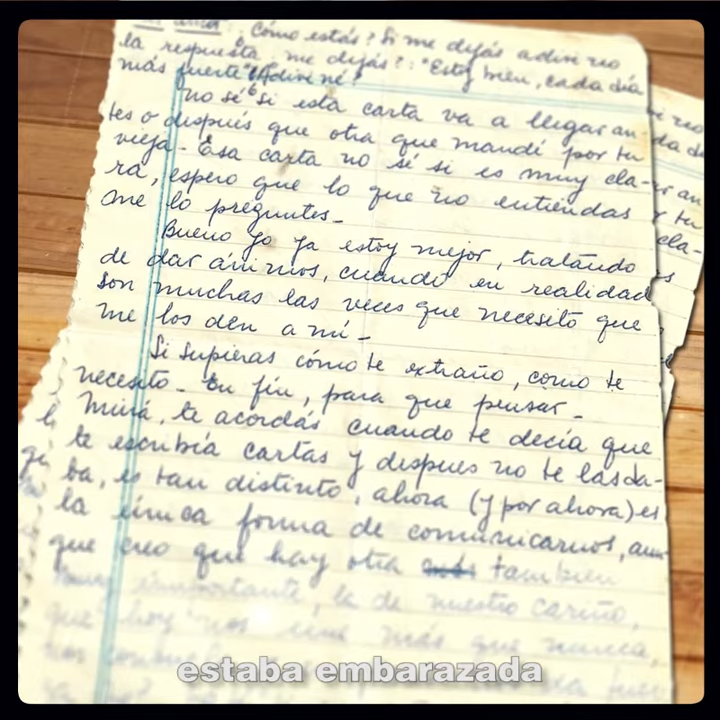 mi amor: ¿Cómo estás? Si me dejás adivino
la respuesta, me dejás?: "Estoy bien, cada día
más fuerte" ¿Adiviné?
No sé si esta carta va a llegar an-
tes o después que otra que mandé por tu
vieja - Esa carta no sé si es muy cla-
ra, espero que lo que no entiendas
me lo preguntes -
Bueno yo ya estoy mejor, tratando
de dar ánimos, cuando en realidad
son muchas las veces que necesito que
me los den a mí -
Si supieras cómo te extraño, como te
necesito - En fin, para que pensar -
Mirá, te acordás cuando te decía que
te escribía cartas y despues no te las da-
ba, es tan distinto, ahora (y por ahora) es
la única forma de comunicarnos, aun-
que creo que hay otra también
muy importante, la de nuestro cariño,
que hoy nos une más que nunca,
estaba embarazada